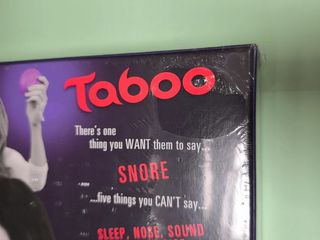 Taboo
There's one
thing you WANT them to say...
SNORE
...five things you CAN'T say...
SLEEP, NOSE, SOUND